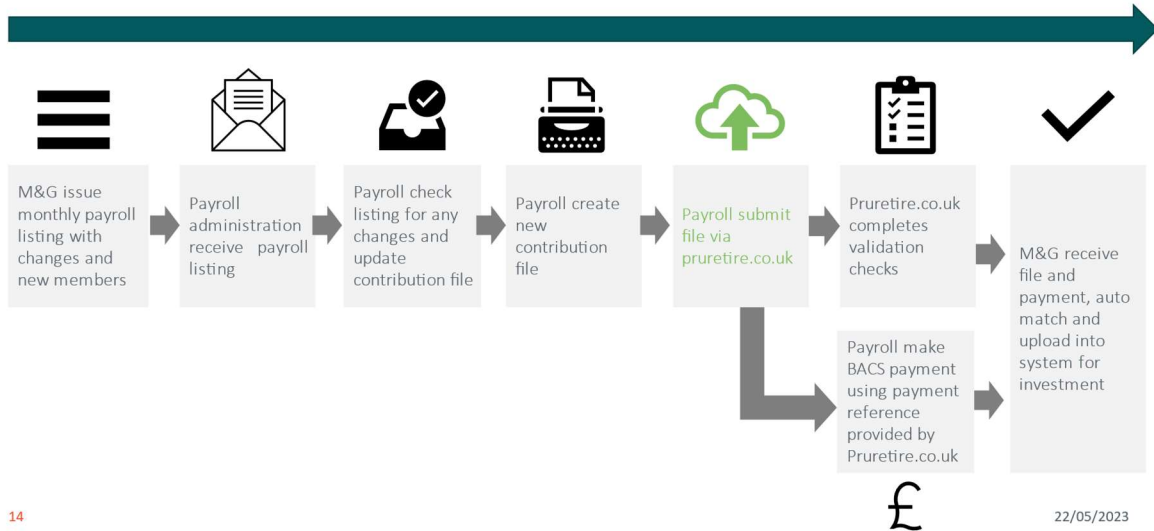 M&G issue
monthly payroll
listing with
changes and
new members
Payroll
administration
receive payroll
listing
Payroll check
listing for any
changes and
update
contribution file
Payroll create
new
contribution
file
Payroll submit
file via
pruretire.co.uk
Pruretire.co.uk
completes
validation
checks
Payroll make
BACS payment
using payment
reference
provided by
Pruretire.co.uk
£
M&G receive
file and
payment, auto
match and
upload into
system for
investment
14
22/05/2023